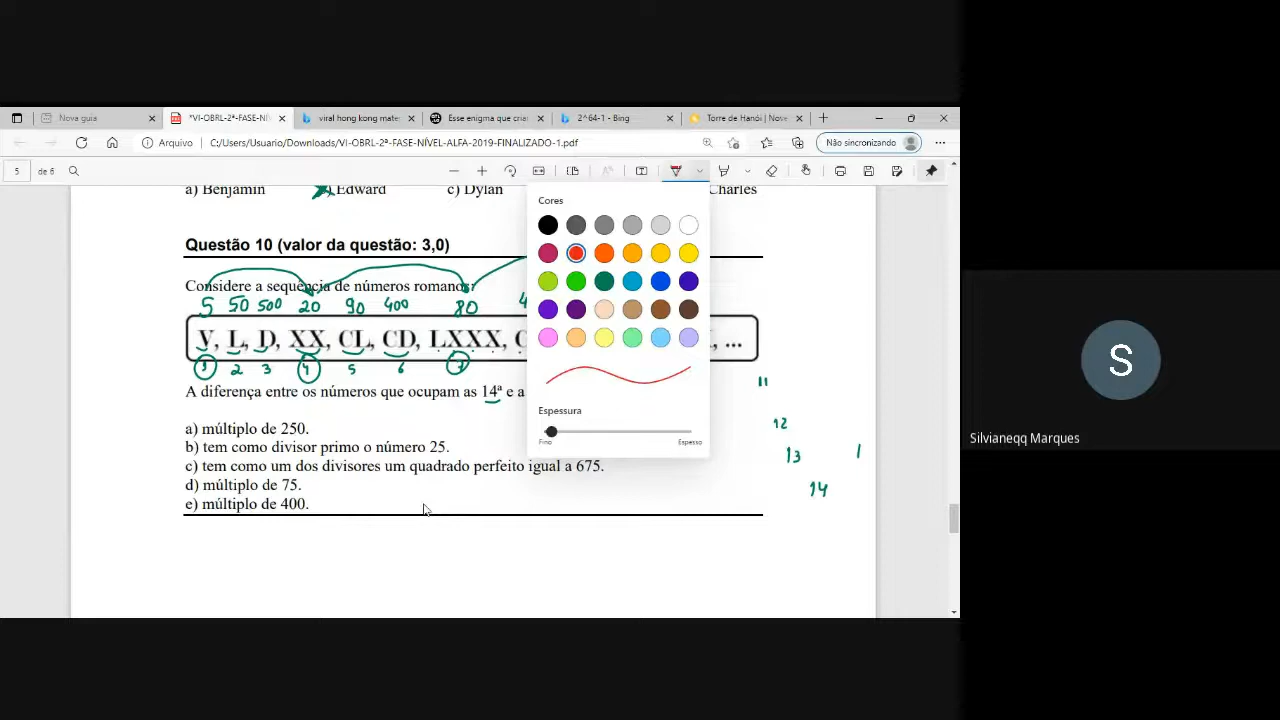 Nova guia
*VI-OBRL-2ª-FASE-NÍ
viral hong kong mate
Esse enigma que cria
2^64-1 - Bing
Torre de Hanói | Nove
Arquivo
C:/Users/Usuario/Downloads/VI-OBRL-2ª-FASE-NÍVEL-ALFA-2019-FINALIZADO-1.pdf
Não sincronizando
5 de 6
a) Benjamin Edward c) Dylan Charles
Cores
Questão 10 (valor da questão: 3,0)
Considere a sequência de números romanos:
5 50 500 20 90 400 80 4
V, L, D, XX, CL, CD, LXXX, C , ...
1 2 3 4 5 6 7
11
A diferença entre os números que ocupam as 14ª e a
Espessura
12
Fino Espesso
a) múltiplo de 250.
b) tem como divisor primo o número 25.
13 1
c) tem como um dos divisores um quadrado perfeito igual a 675.
d) múltiplo de 75.
14
e) múltiplo de 400.
S
Silvianeqq Marques